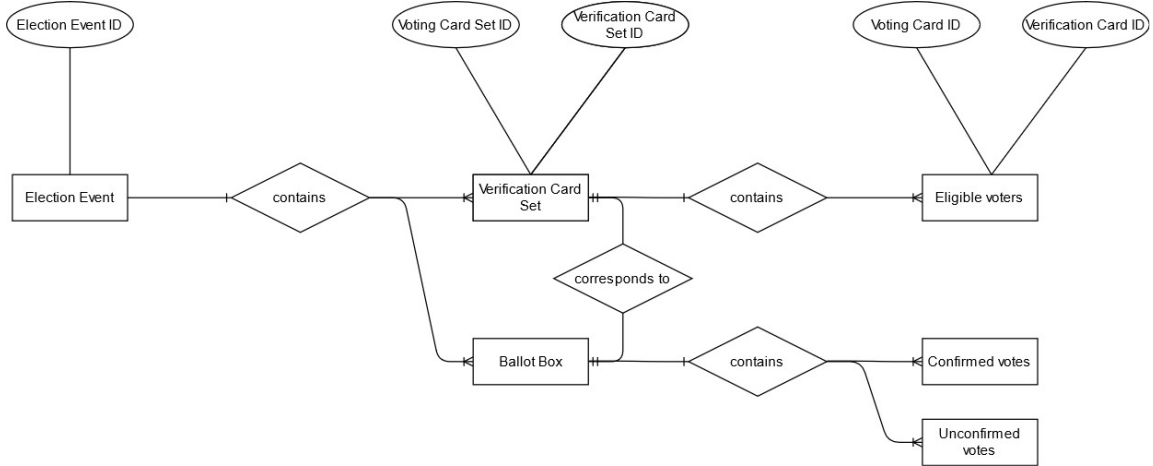 Election Event ID
Voting Card Set ID
Verification Card
Set ID
Voting Card ID
Verification Card ID
Election Event
contains
Verification Card
Set
contains
Eligible voters
corresponds to
Ballot Box
contains
Confirmed votes
Unconfirmed
votes